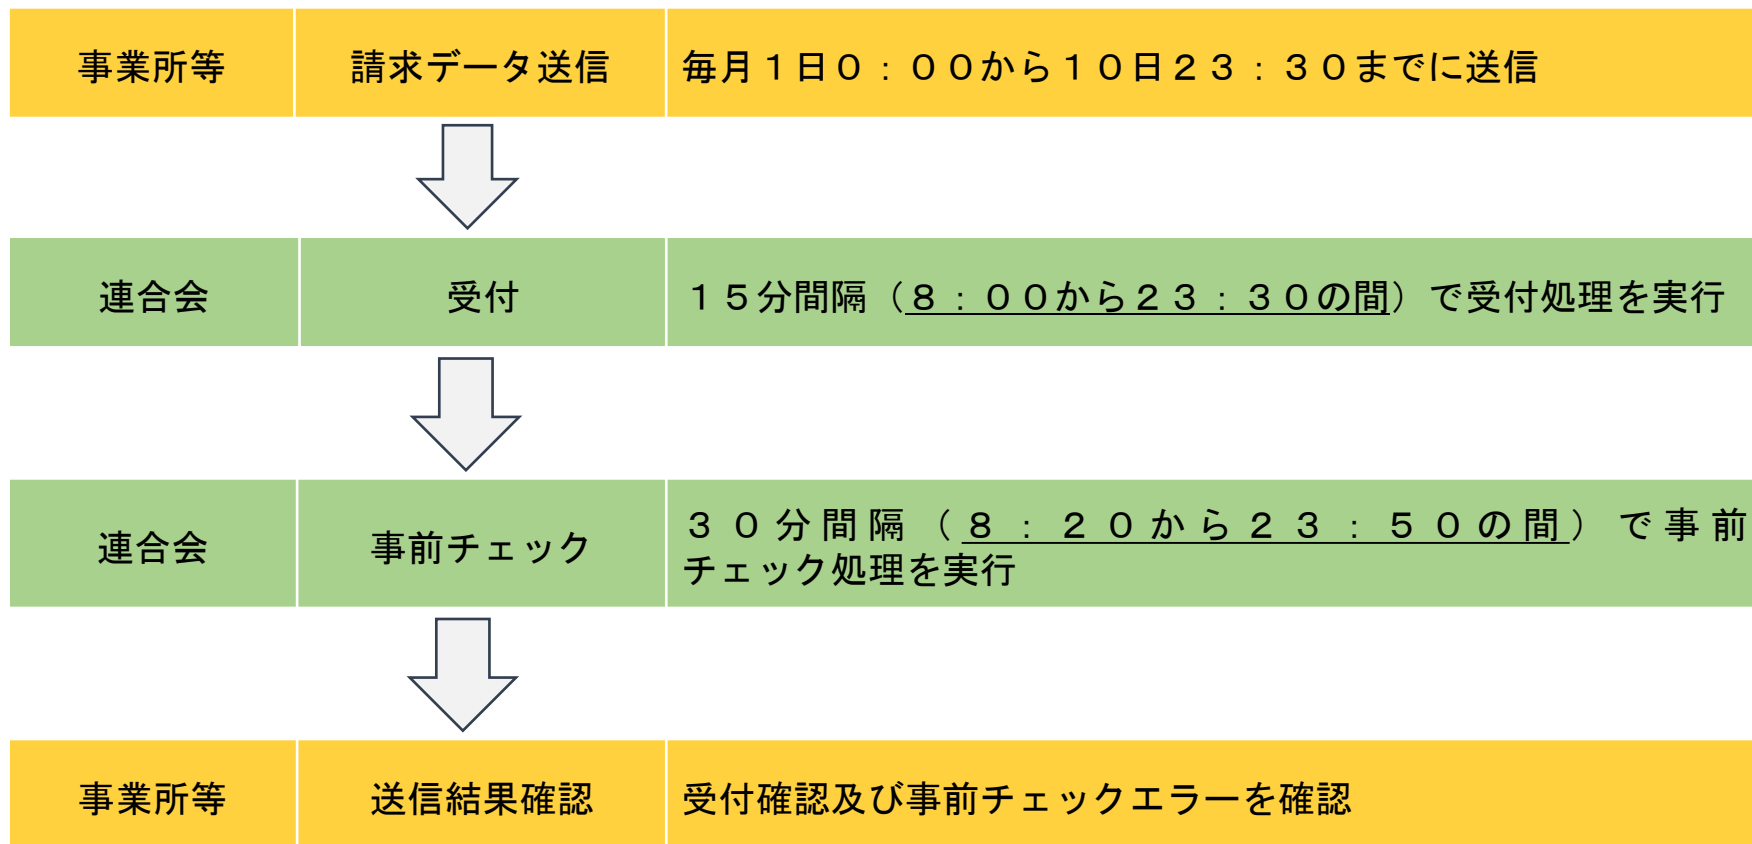 事業所等 請求データ送信 毎月１日０：００から１０日２３：３０までに送信
連合会 受付 １５分間隔（８：００から２３：３０の間）で受付処理を実行
連合会 事前チェック ３０分間隔（８：２０から２３：５０の間）で事前
チェック処理を実行
事業所等 送信結果確認 受付確認及び事前チェックエラーを確認